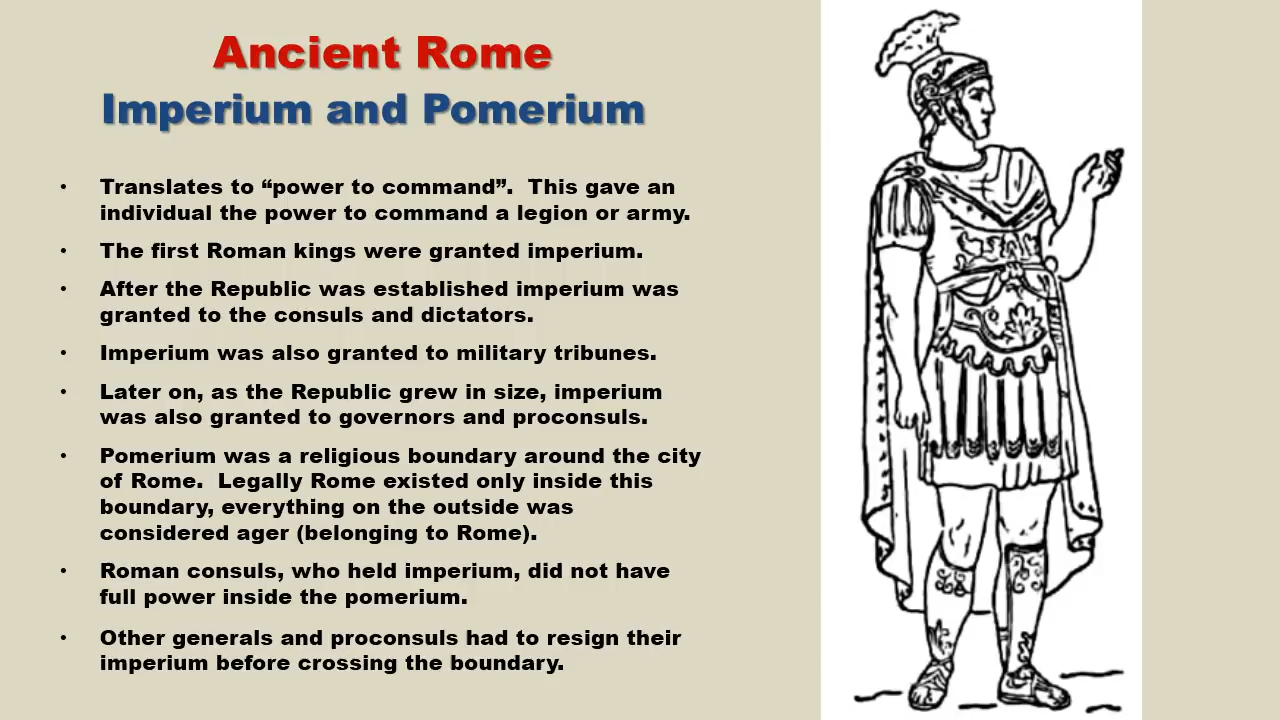 Ancient Rome
Imperium and Pomerium
• Translates to “power to command”.  This gave an
individual the power to command a legion or army.
• The first Roman kings were granted imperium.
• After the Republic was established imperium was
granted to the consuls and dictators.
• Imperium was also granted to military tribunes.
• Later on, as the Republic grew in size, imperium
was also granted to governors and proconsuls.
• Pomerium was a religious boundary around the city
of Rome.  Legally Rome existed only inside this
boundary, everything on the outside was
considered ager (belonging to Rome).
• Roman consuls, who held imperium, did not have
full power inside the pomerium.
• Other generals and proconsuls had to resign their
imperium before crossing the boundary.